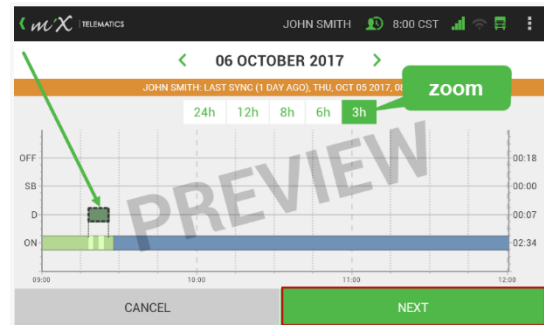 miX TELEMATICS JOHN SMITH 8:00 CST
06 OCTOBER 2017
JOHN SMITH: LAST SYNC (1 DAY AGO), THU, OCT 05 2017, 08
zoom
24h 12h 8h 6h 3h
OFF 00:18
SB 00:00
D 00:07
ON 02:34
PREVIEW
09:00 10:00 11:00 12:00
CANCEL NEXT